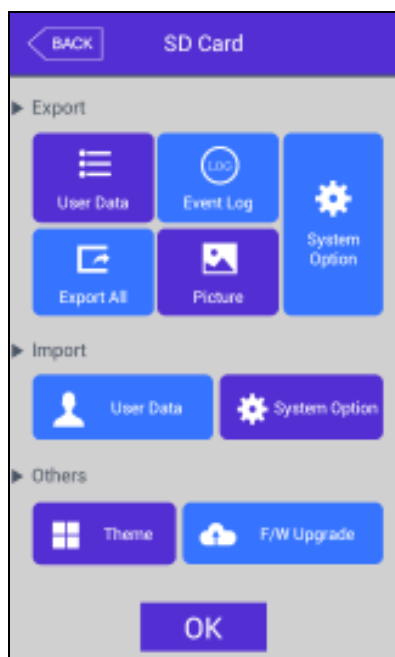 BACK
SD Card
Export
User Data
LOG
Event Log
System
Option
Export All
Picture
Import
User Data
System Option
Others
Theme
F/W Upgrade
OK